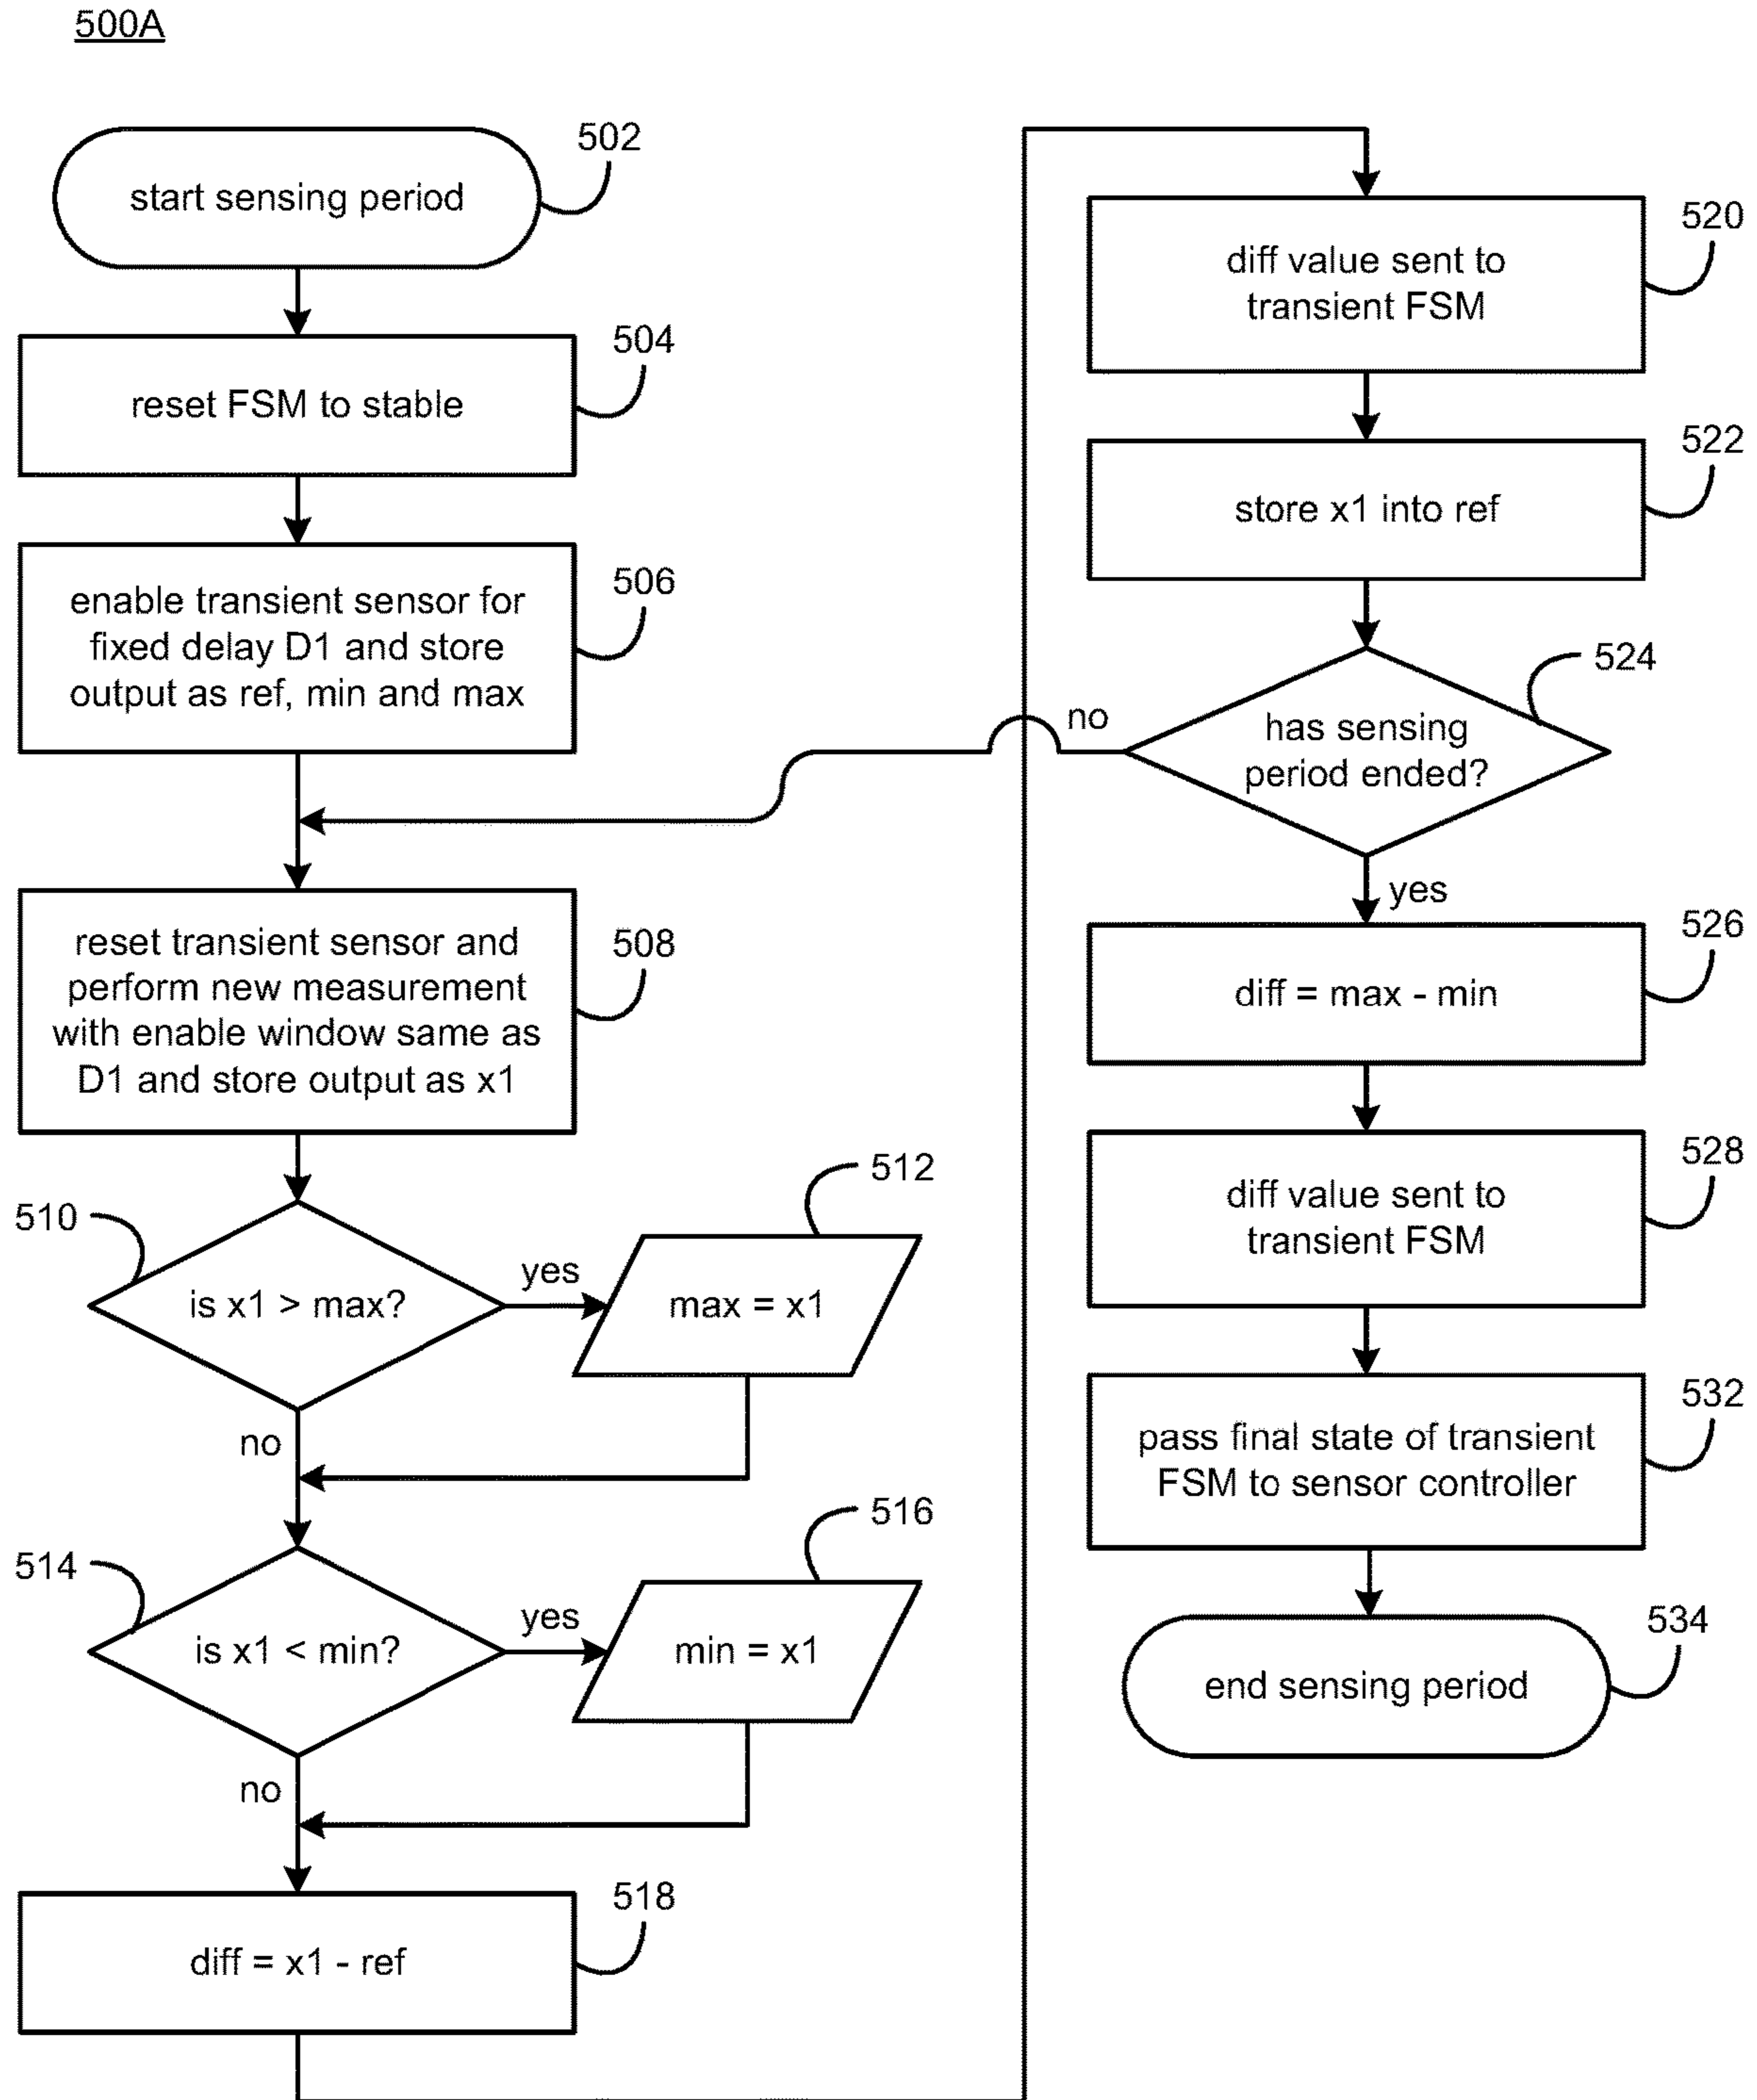 500A
start sensing period
502
reset FSM to stable
504
enable transient sensor for
fixed delay D1 and store
output as ref, min and max
506
reset transient sensor and
perform new measurement
with enable window same as
D1 and store output as x1
508
510
is x1 > max?
yes
no
512
max = x1
514
is x1 < min?
yes
no
516
min = x1
518
diff = x1 - ref
520
diff value sent to
transient FSM
522
store x1 into ref
524
has sensing
period ended?
no
yes
526
diff = max - min
528
diff value sent to
transient FSM
532
pass final state of transient
FSM to sensor controller
534
end sensing period